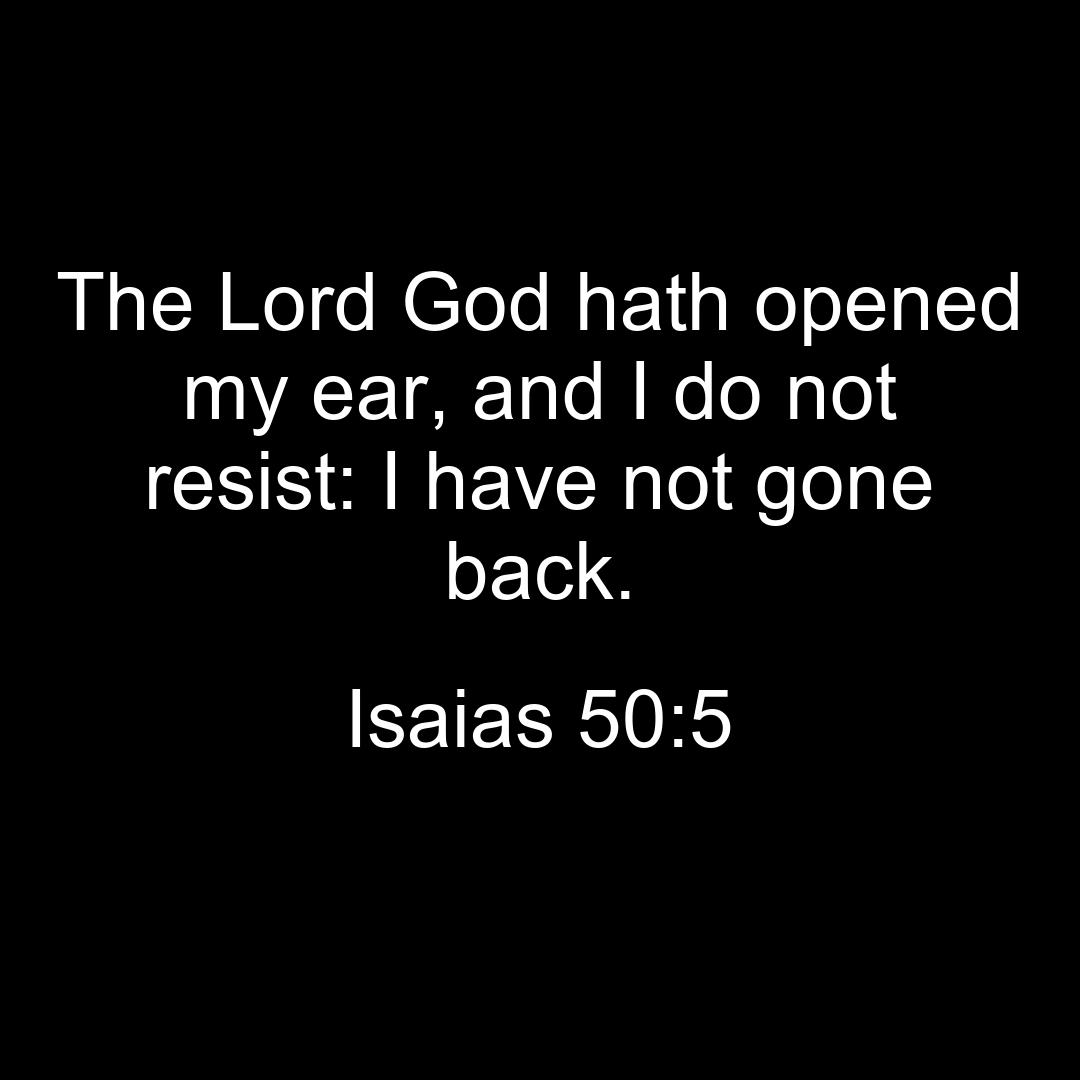 The Lord God hath opened
my ear, and I do not
resist: I have not gone
back.
Isaias 50:5